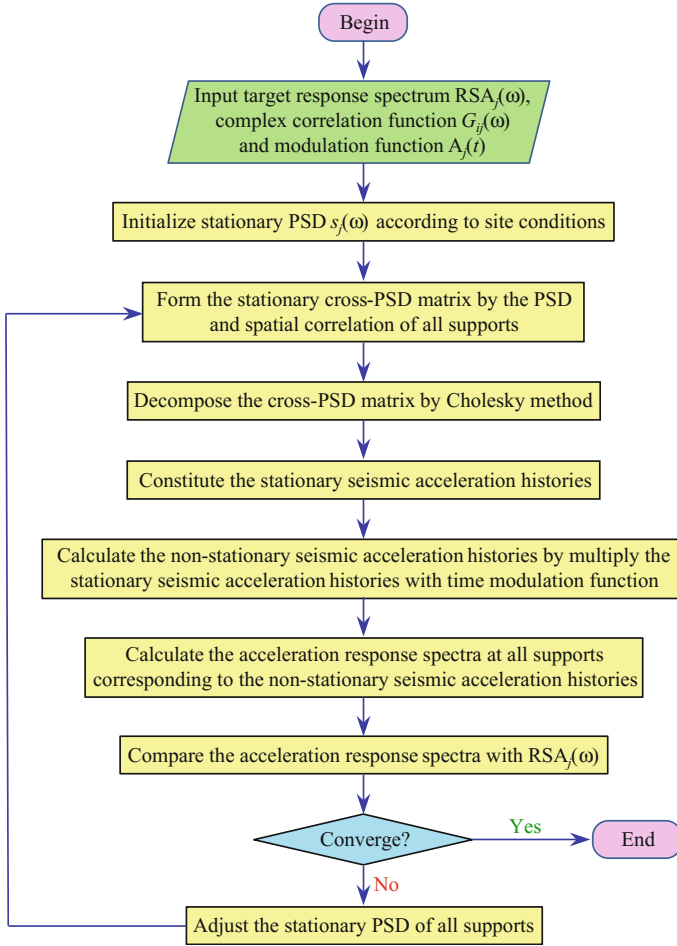 Begin
Input target response spectrum RSAj(ω),
complex correlation function Gij(ω)
and modulation function Aj(t)
Initialize stationary PSD sj(ω) according to site conditions
Form the stationary cross-PSD matrix by the PSD
and spatial correlation of all supports
Decompose the cross-PSD matrix by Cholesky method
Constitute the stationary seismic acceleration histories
Calculate the non-stationary seismic acceleration histories by multiply the
stationary seismic acceleration histories with time modulation function
Calculate the acceleration response spectra at all supports
corresponding to the non-stationary seismic acceleration histories
Compare the acceleration response spectra with RSAj(ω)
Converge?
Yes
End
No
Adjust the stationary PSD of all supports